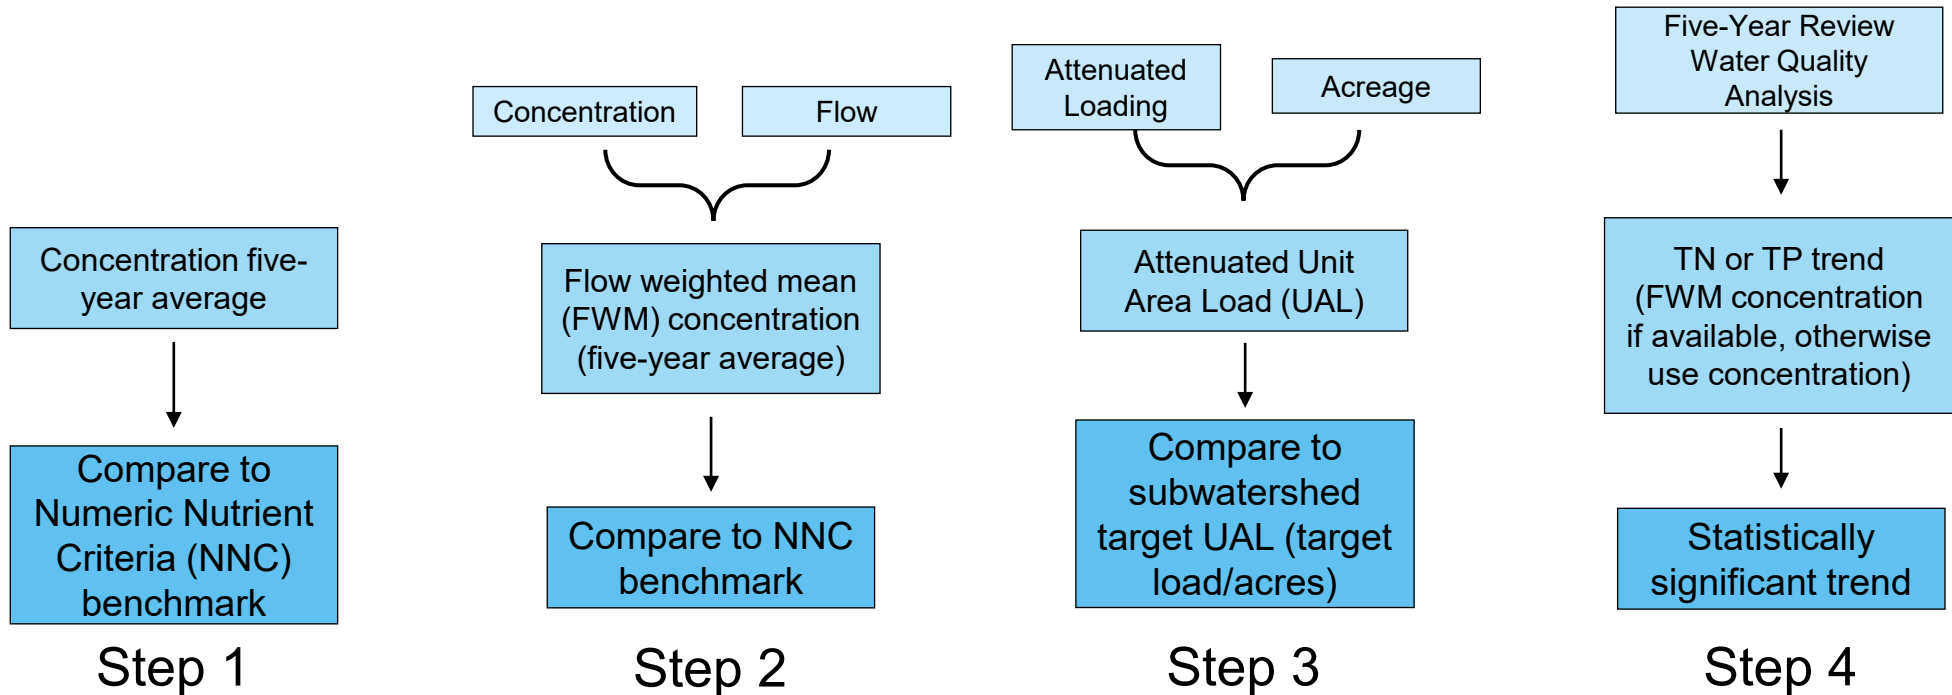 Concentration five-
year average
Compare to
Numeric Nutrient
Criteria (NNC)
benchmark
Step 1
Concentration
Flow
Flow weighted mean
(FWM) concentration
(five-year average)
Compare to NNC
benchmark
Step 2
Attenuated
Loading
Acreage
Attenuated Unit
Area Load (UAL)
Compare to
subwatershed
target UAL (target
load/acres)
Step 3
Five-Year Review
Water Quality
Analysis
TN or TP trend
(FWM concentration
if available, otherwise
use concentration)
Statistically
significant trend
Step 4